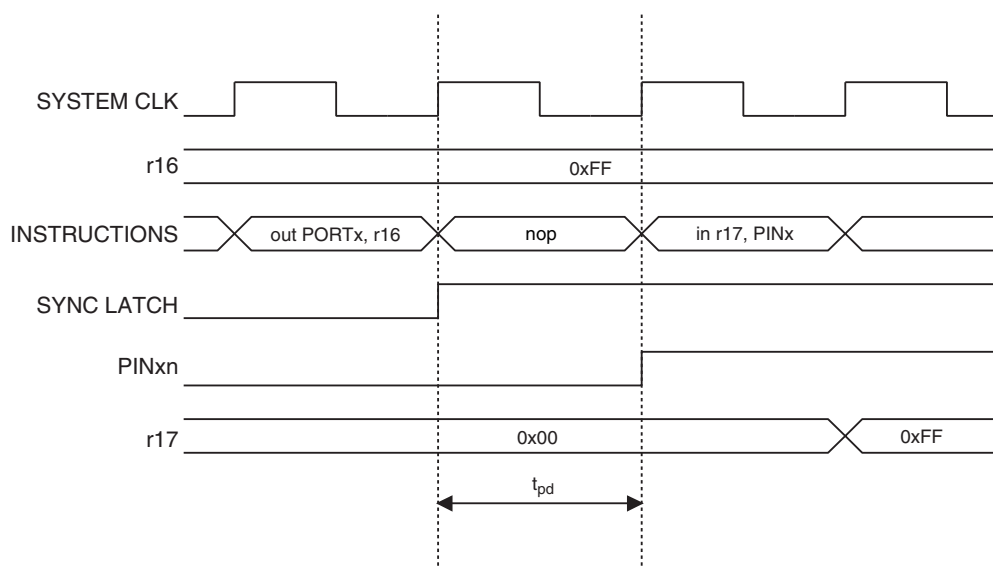 SYSTEM CLK
r16
0xFF
INSTRUCTIONS
out PORTx, r16
nop
in r17, PINx
SYNC LATCH
PINxn
r17
0x00
0xFF
tpd